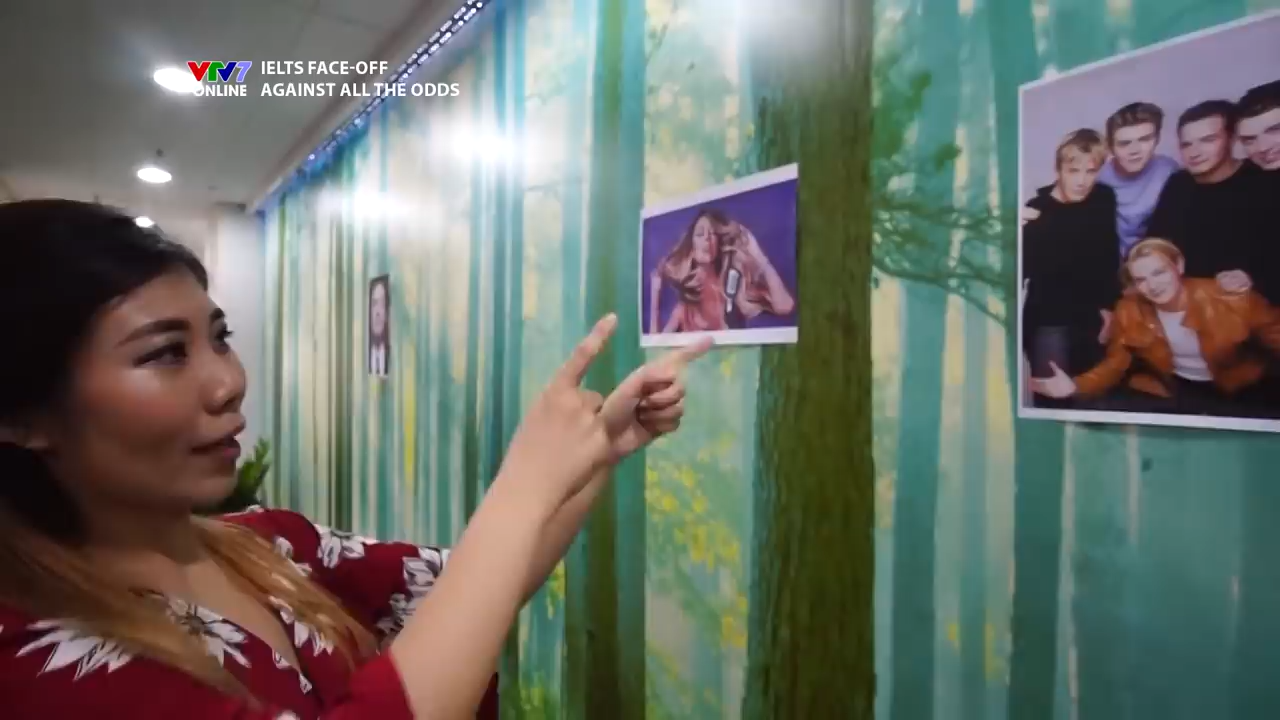 VTV7
ONLINE
IELTS FACE-OFF
AGAINST ALL THE ODDS